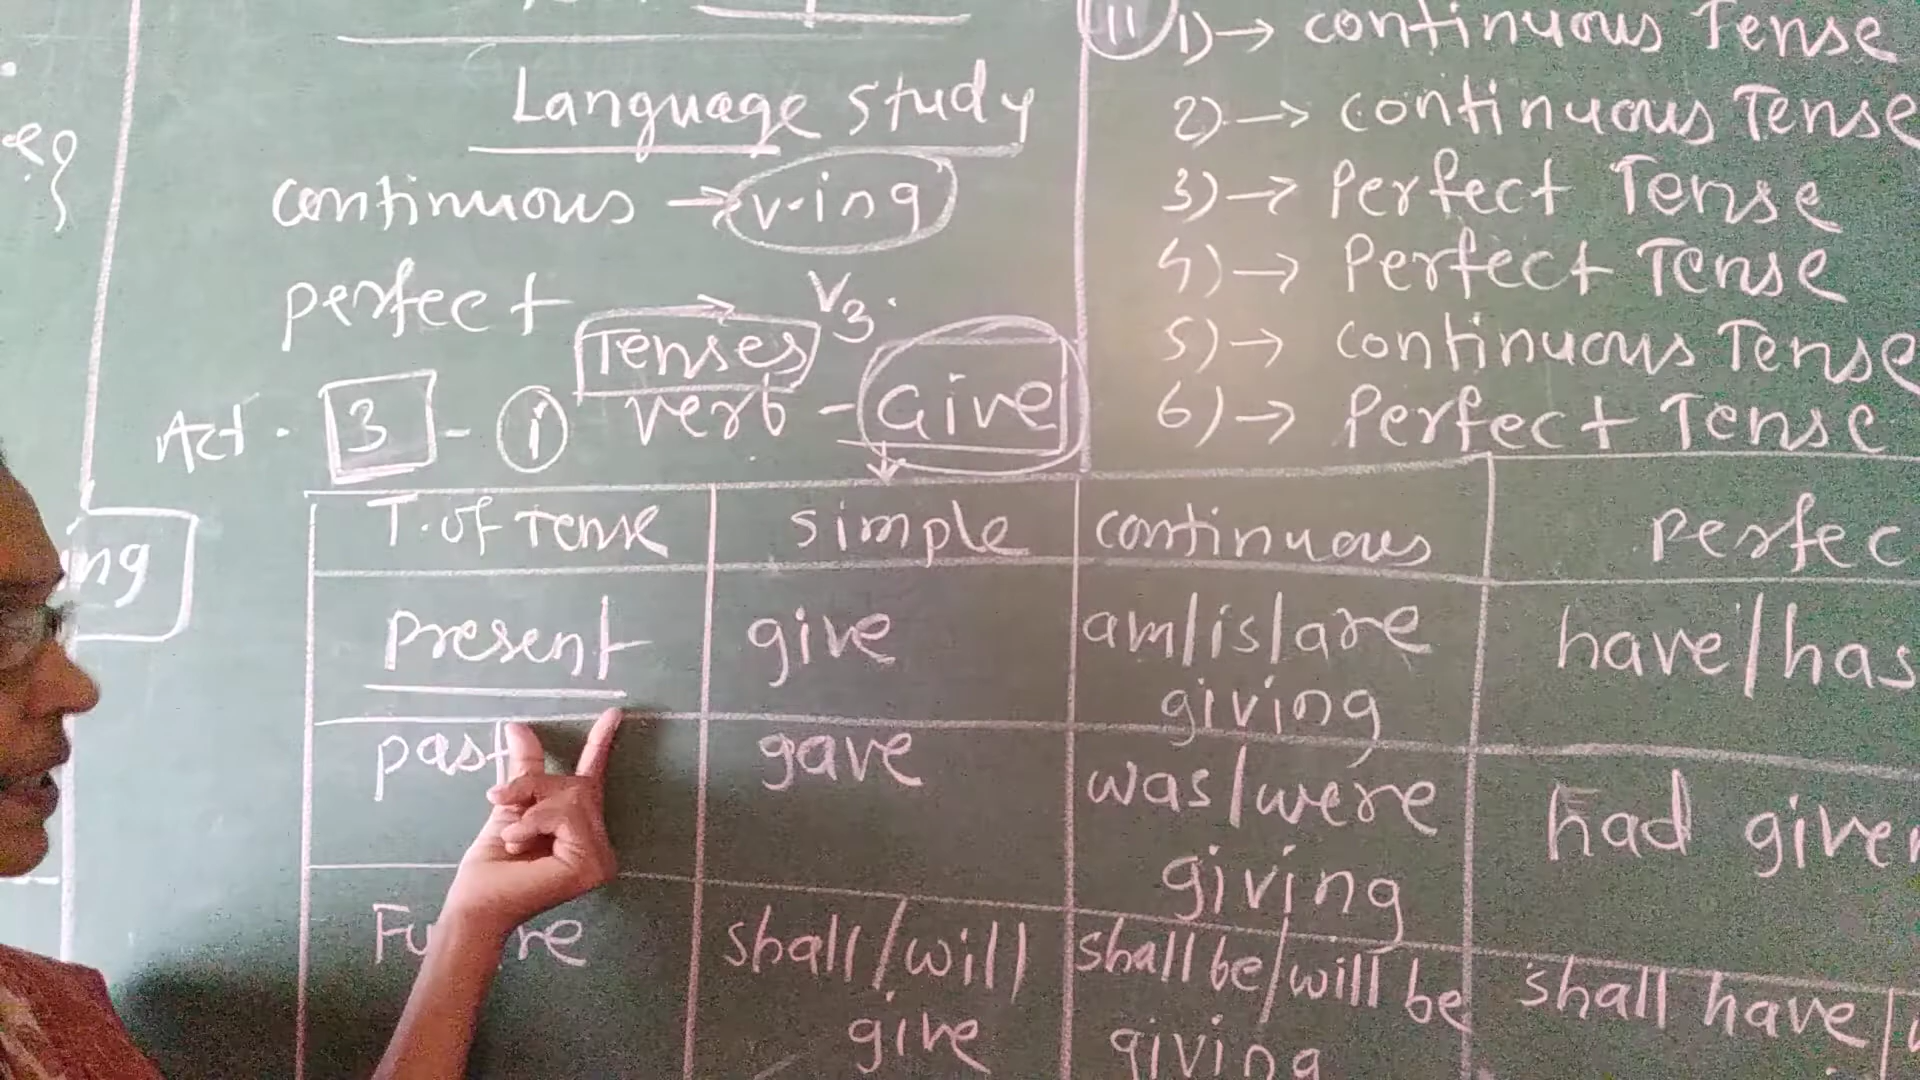 Language study
continuous → v-ing
perfect → V3.
Tenses
Act. 3 - i verb - Give
T. of Tense simple continuous perfec
present give am/is/are giving have/has
past gave was/were giving had given
shall/will give shall be/will be giving shall have/
11 1) → continuous Tense
2) → continuous Tense
3) → Perfect Tense
4) → Perfect Tense
5) → continuous Tense
6) → Perfect Tense
ng